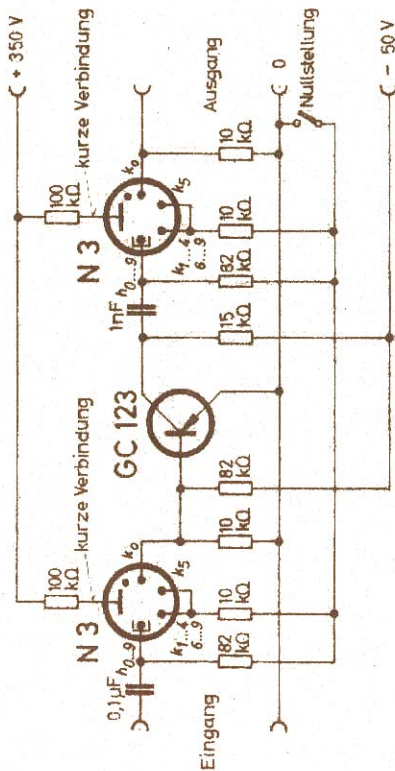 + 350 V
100 kΩ
kurze Verbindung
100 kΩ
kurze Verbindung
N 3
N 3
GC 123
0,1µF
h0...9
k0
k5
k1...4
6...9
1nF
h0...9
k0
k5
k1...4
6...9
Eingang
82 kΩ
10 kΩ
10 kΩ
82 kΩ
15 kΩ
82 kΩ
10 kΩ
10 kΩ
Ausgang
0
Nullstellung
- 50 V